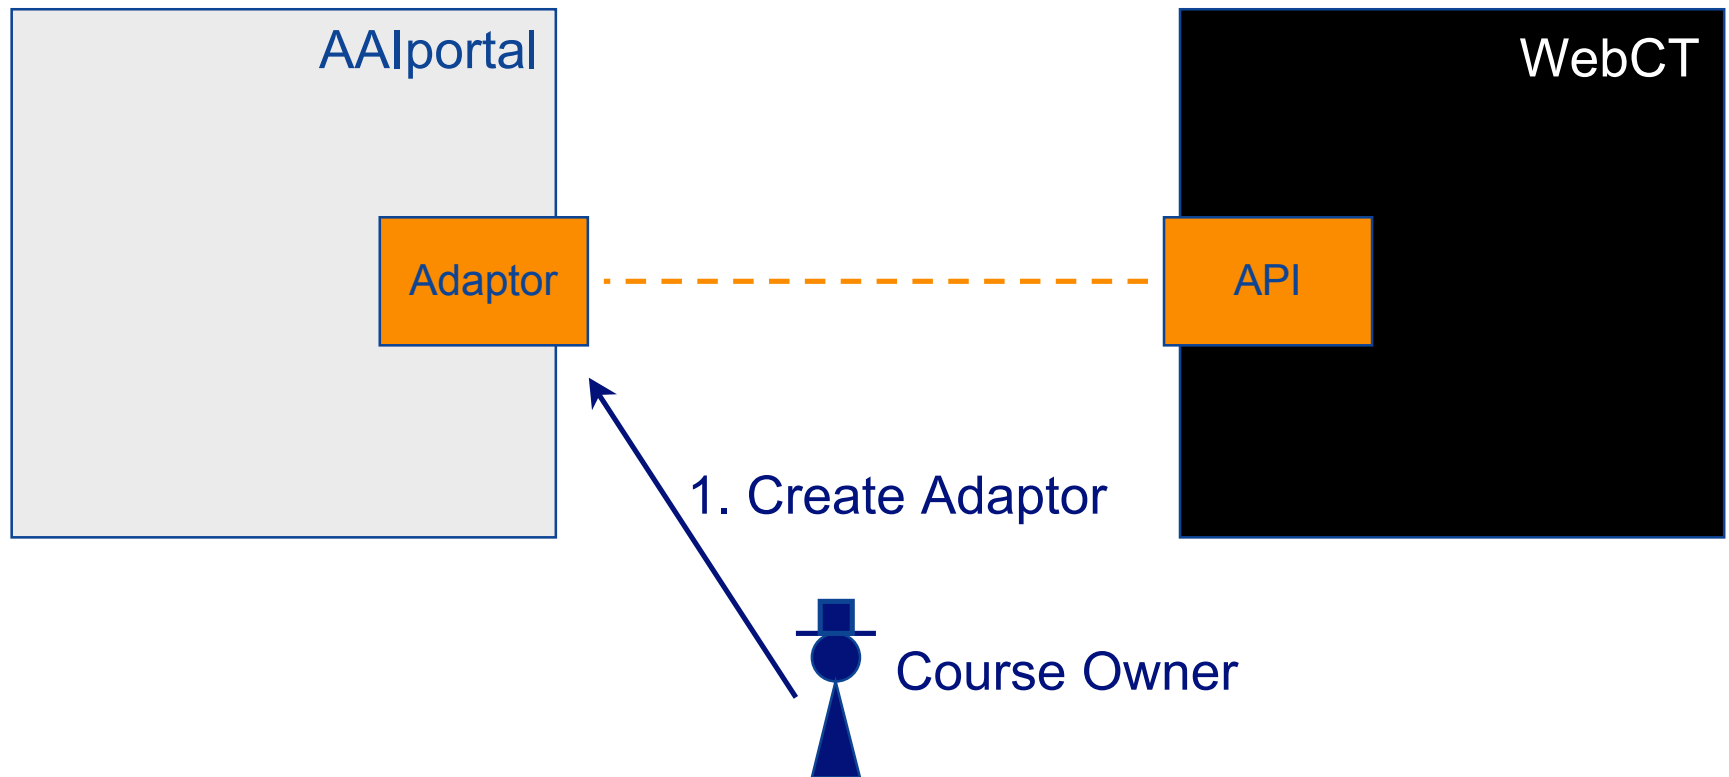 AAIportal
WebCT
Adaptor
API
1. Create Adaptor
Course Owner